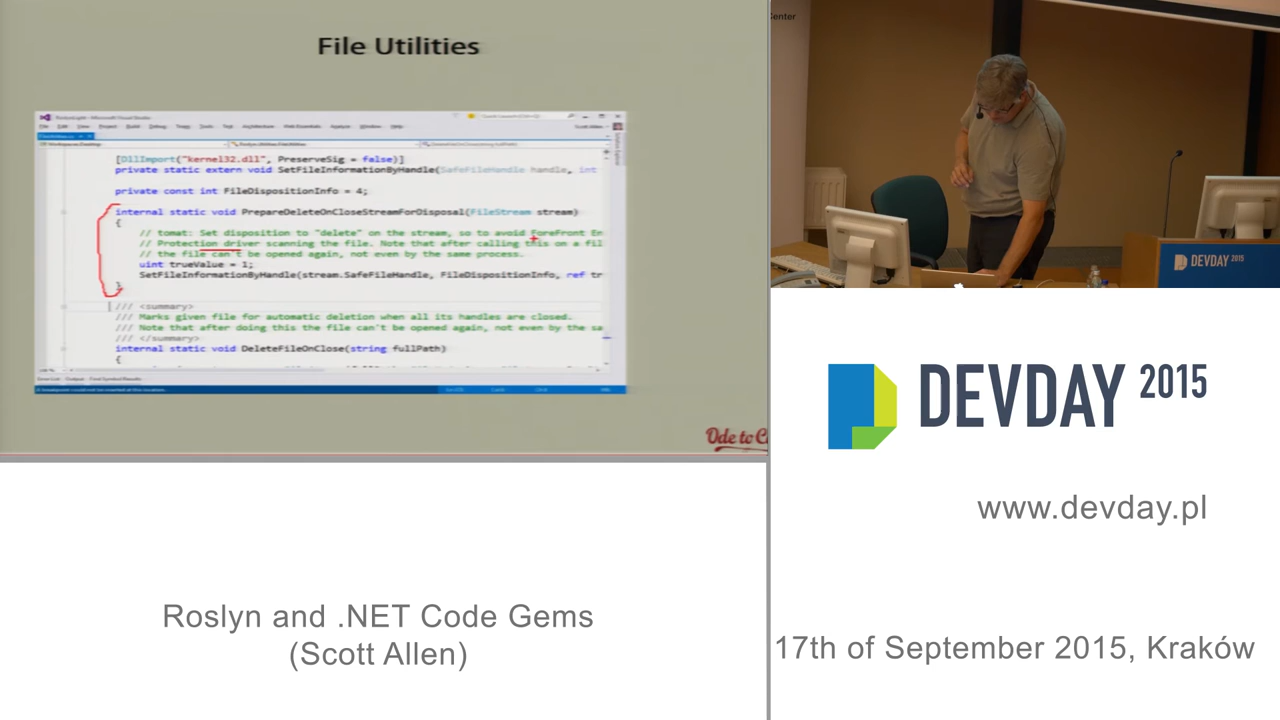 File Utilities
[DllImport("kernel32.dll", PreserveSig = false)]
private static extern void SetFileInformationByHandle(SafeFileHandle handle, int
private const int FileDispositionInfo = 4;
internal static void PrepareDeleteOnCloseStreamForDisposal(FileStream stream)
{
// tomat: Set disposition to "delete" on the stream, so to avoid ForeFront En
// Protection driver scanning the file. Note that after calling this on a fil
// the file can't be opened again, not even by the same process.
uint trueValue = 1;
SetFileInformationByHandle(stream.SafeFileHandle, FileDispositionInfo, ref tr
}
/// <summary>
/// Marks given file for automatic deletion when all its handles are closed.
/// Note that after doing this the file can't be opened again, not even by the sa
/// </summary>
internal static void DeleteFileOnClose(string fullPath)
{
Ode to C
Center
DEVDAY 2015
DEVDAY 2015
www.devday.pl
Roslyn and .NET Code Gems
(Scott Allen)
17th of September 2015, Kraków